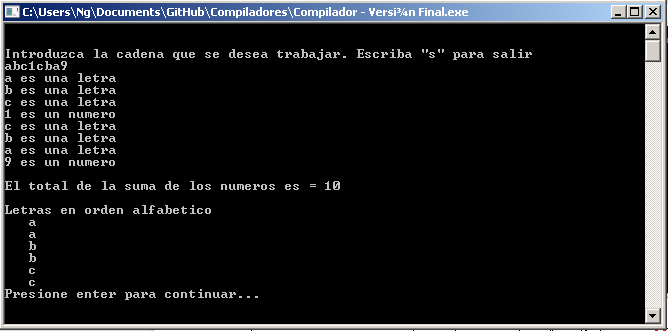 C:\Users\Ng\Documents\GitHub\Compiladores\Compilador - Versi¾n Final.exe
Introduzca la cadena que se desea trabajar. Escriba "s" para salir
abc1cba9
a es una letra
b es una letra
c es una letra
1 es un numero
c es una letra
b es una letra
a es una letra
9 es un numero
El total de la suma de los numeros es = 10
Letras en orden alfabetico
a
a
b
b
c
c
Presione enter para continuar...